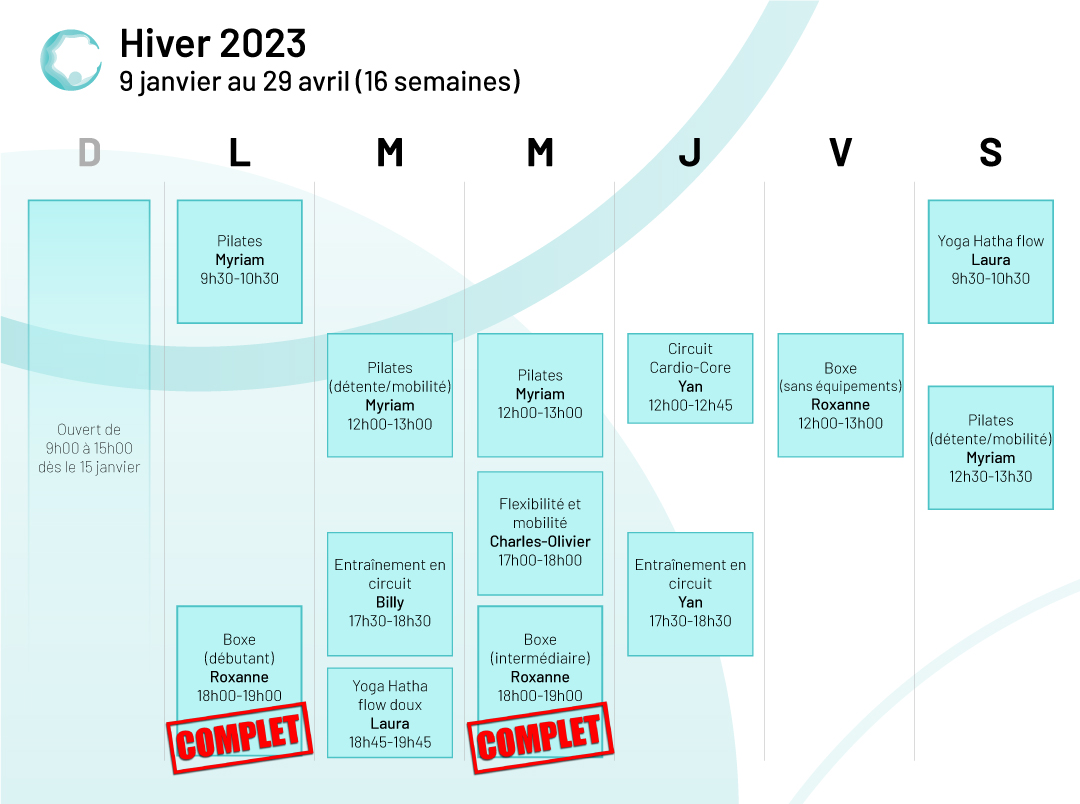 Hiver 2023
9 janvier au 29 avril (16 semaines)
D
L
M
M
J
V
S
Ouvert de
9h00 à 15h00
dès le 15 janvier
Pilates
Myriam
9h30-10h30
Boxe
(débutant)
Roxanne
18h00-19h00
COMPLET
Pilates
(détente/mobilité)
Myriam
12h00-13h00
Entraînement en
circuit
Billy
17h30-18h30
Yoga Hatha
flow doux
Laura
18h45-19h45
Pilates
Myriam
12h00-13h00
Flexibilité et
mobilité
Charles-Olivier
17h00-18h00
Boxe
(intermédiaire)
Roxanne
18h00-19h00
COMPLET
Circuit
Cardio-Core
Yan
12h00-12h45
Entraînement en
circuit
Yan
17h30-18h30
Boxe
(sans équipements)
Roxanne
12h00-13h00
Yoga Hatha flow
Laura
9h30-10h30
Pilates
(détente/mobilité)
Myriam
12h30-13h30